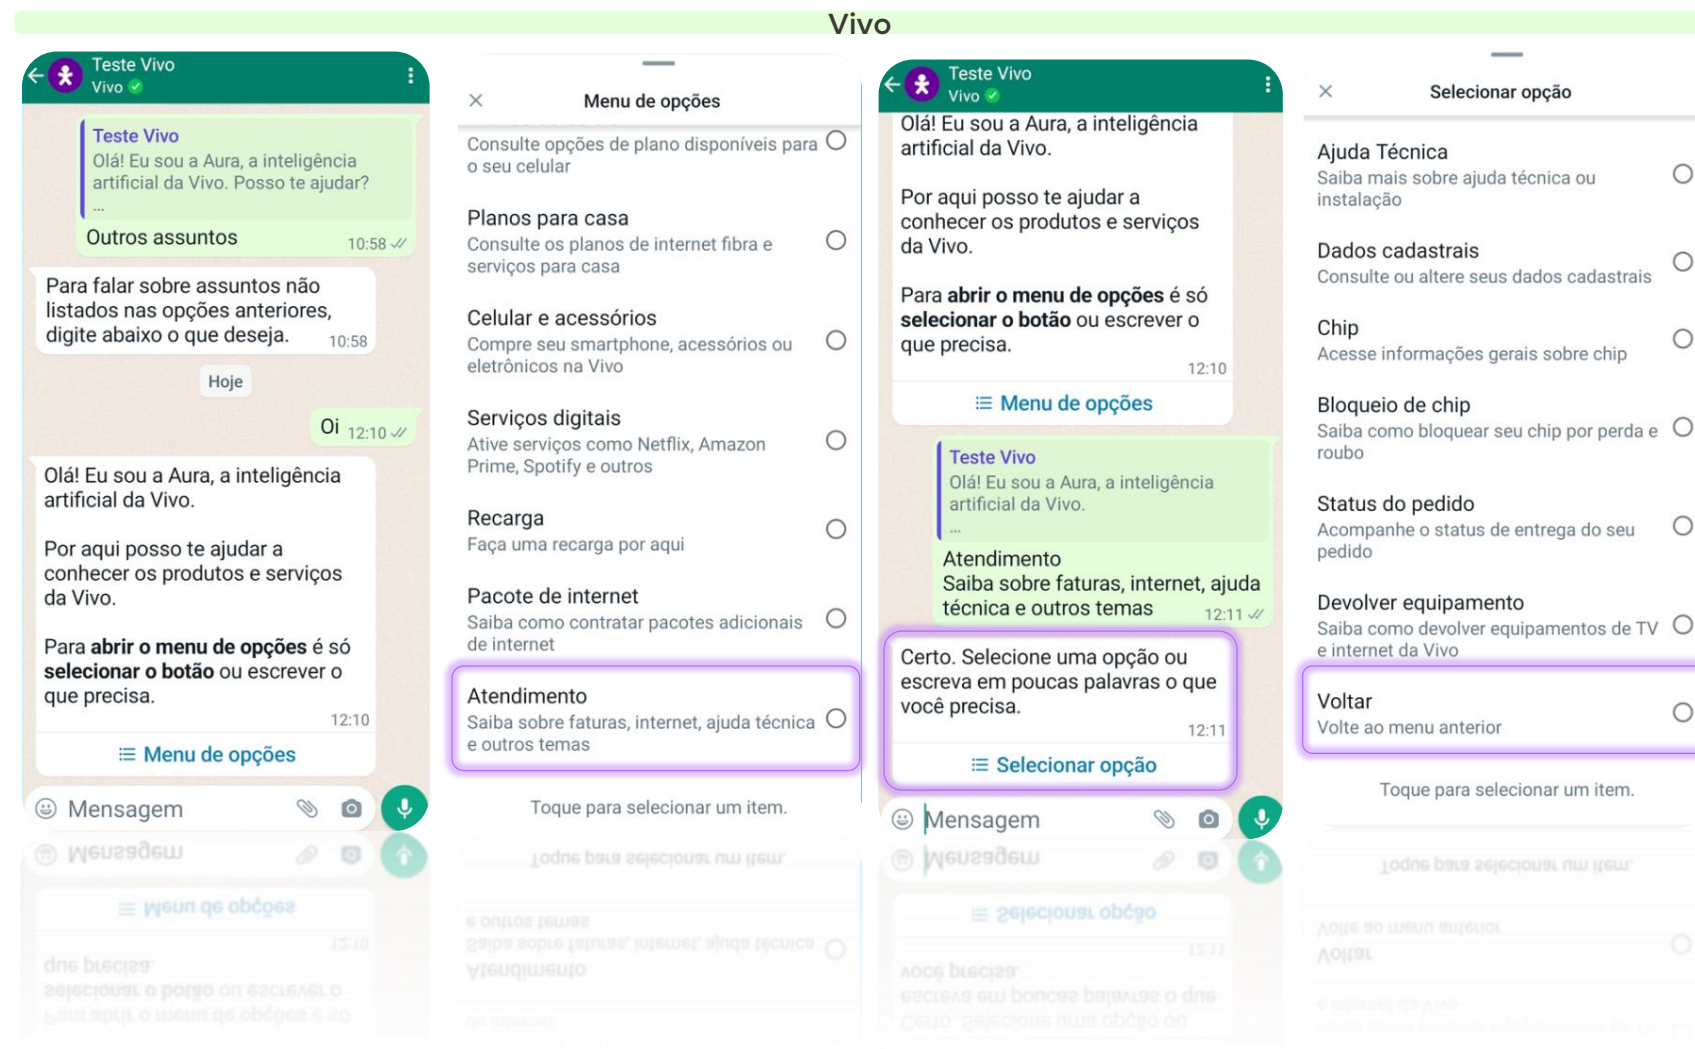 Vivo
Teste Vivo
Vivo
Teste Vivo
Olá! Eu sou a Aura, a inteligência
artificial da Vivo. Posso te ajudar?
...
Outros assuntos
10:58
Para falar sobre assuntos não
listados nas opções anteriores,
digite abaixo o que deseja.
10:58
Hoje
Oi
12:10
Olá! Eu sou a Aura, a inteligência
artificial da Vivo.
Por aqui posso te ajudar a
conhecer os produtos e serviços
da Vivo.
Para abrir o menu de opções é só
selecionar o botão ou escrever o
que precisa.
12:10
Menu de opções
Mensagem
Menu de opções
Consulte opções de plano disponíveis para
o seu celular
Planos para casa
Consulte os planos de internet fibra e
serviços para casa
Celular e acessórios
Compre seu smartphone, acessórios ou
eletrônicos na Vivo
Serviços digitais
Ative serviços como Netflix, Amazon
Prime, Spotify e outros
Recarga
Faça uma recarga por aqui
Pacote de internet
Saiba como contratar pacotes adicionais
de internet
Atendimento
Saiba sobre faturas, internet, ajuda técnica
e outros temas
Toque para selecionar um item.
Teste Vivo
Vivo
Olá! Eu sou a Aura, a inteligência
artificial da Vivo.
Por aqui posso te ajudar a
conhecer os produtos e serviços
da Vivo.
Para abrir o menu de opções é só
selecionar o botão ou escrever o
que precisa.
12:10
Menu de opções
Teste Vivo
Olá! Eu sou a Aura, a inteligência
artificial da Vivo.
...
Atendimento
Saiba sobre faturas, internet, ajuda
técnica e outros temas
12:11
Certo. Selecione uma opção ou
escreva em poucas palavras o que
você precisa.
12:11
Selecionar opção
Mensagem
Selecionar opção
Ajuda Técnica
Saiba mais sobre ajuda técnica ou
instalação
Dados cadastrais
Consulte ou altere seus dados cadastrais
Chip
Acesse informações gerais sobre chip
Bloqueio de chip
Saiba como bloquear seu chip por perda e
roubo
Status do pedido
Acompanhe o status de entrega do seu
pedido
Devolver equipamento
Saiba como devolver equipamentos de TV
e internet da Vivo
Voltar
Volte ao menu anterior
Toque para selecionar um item.